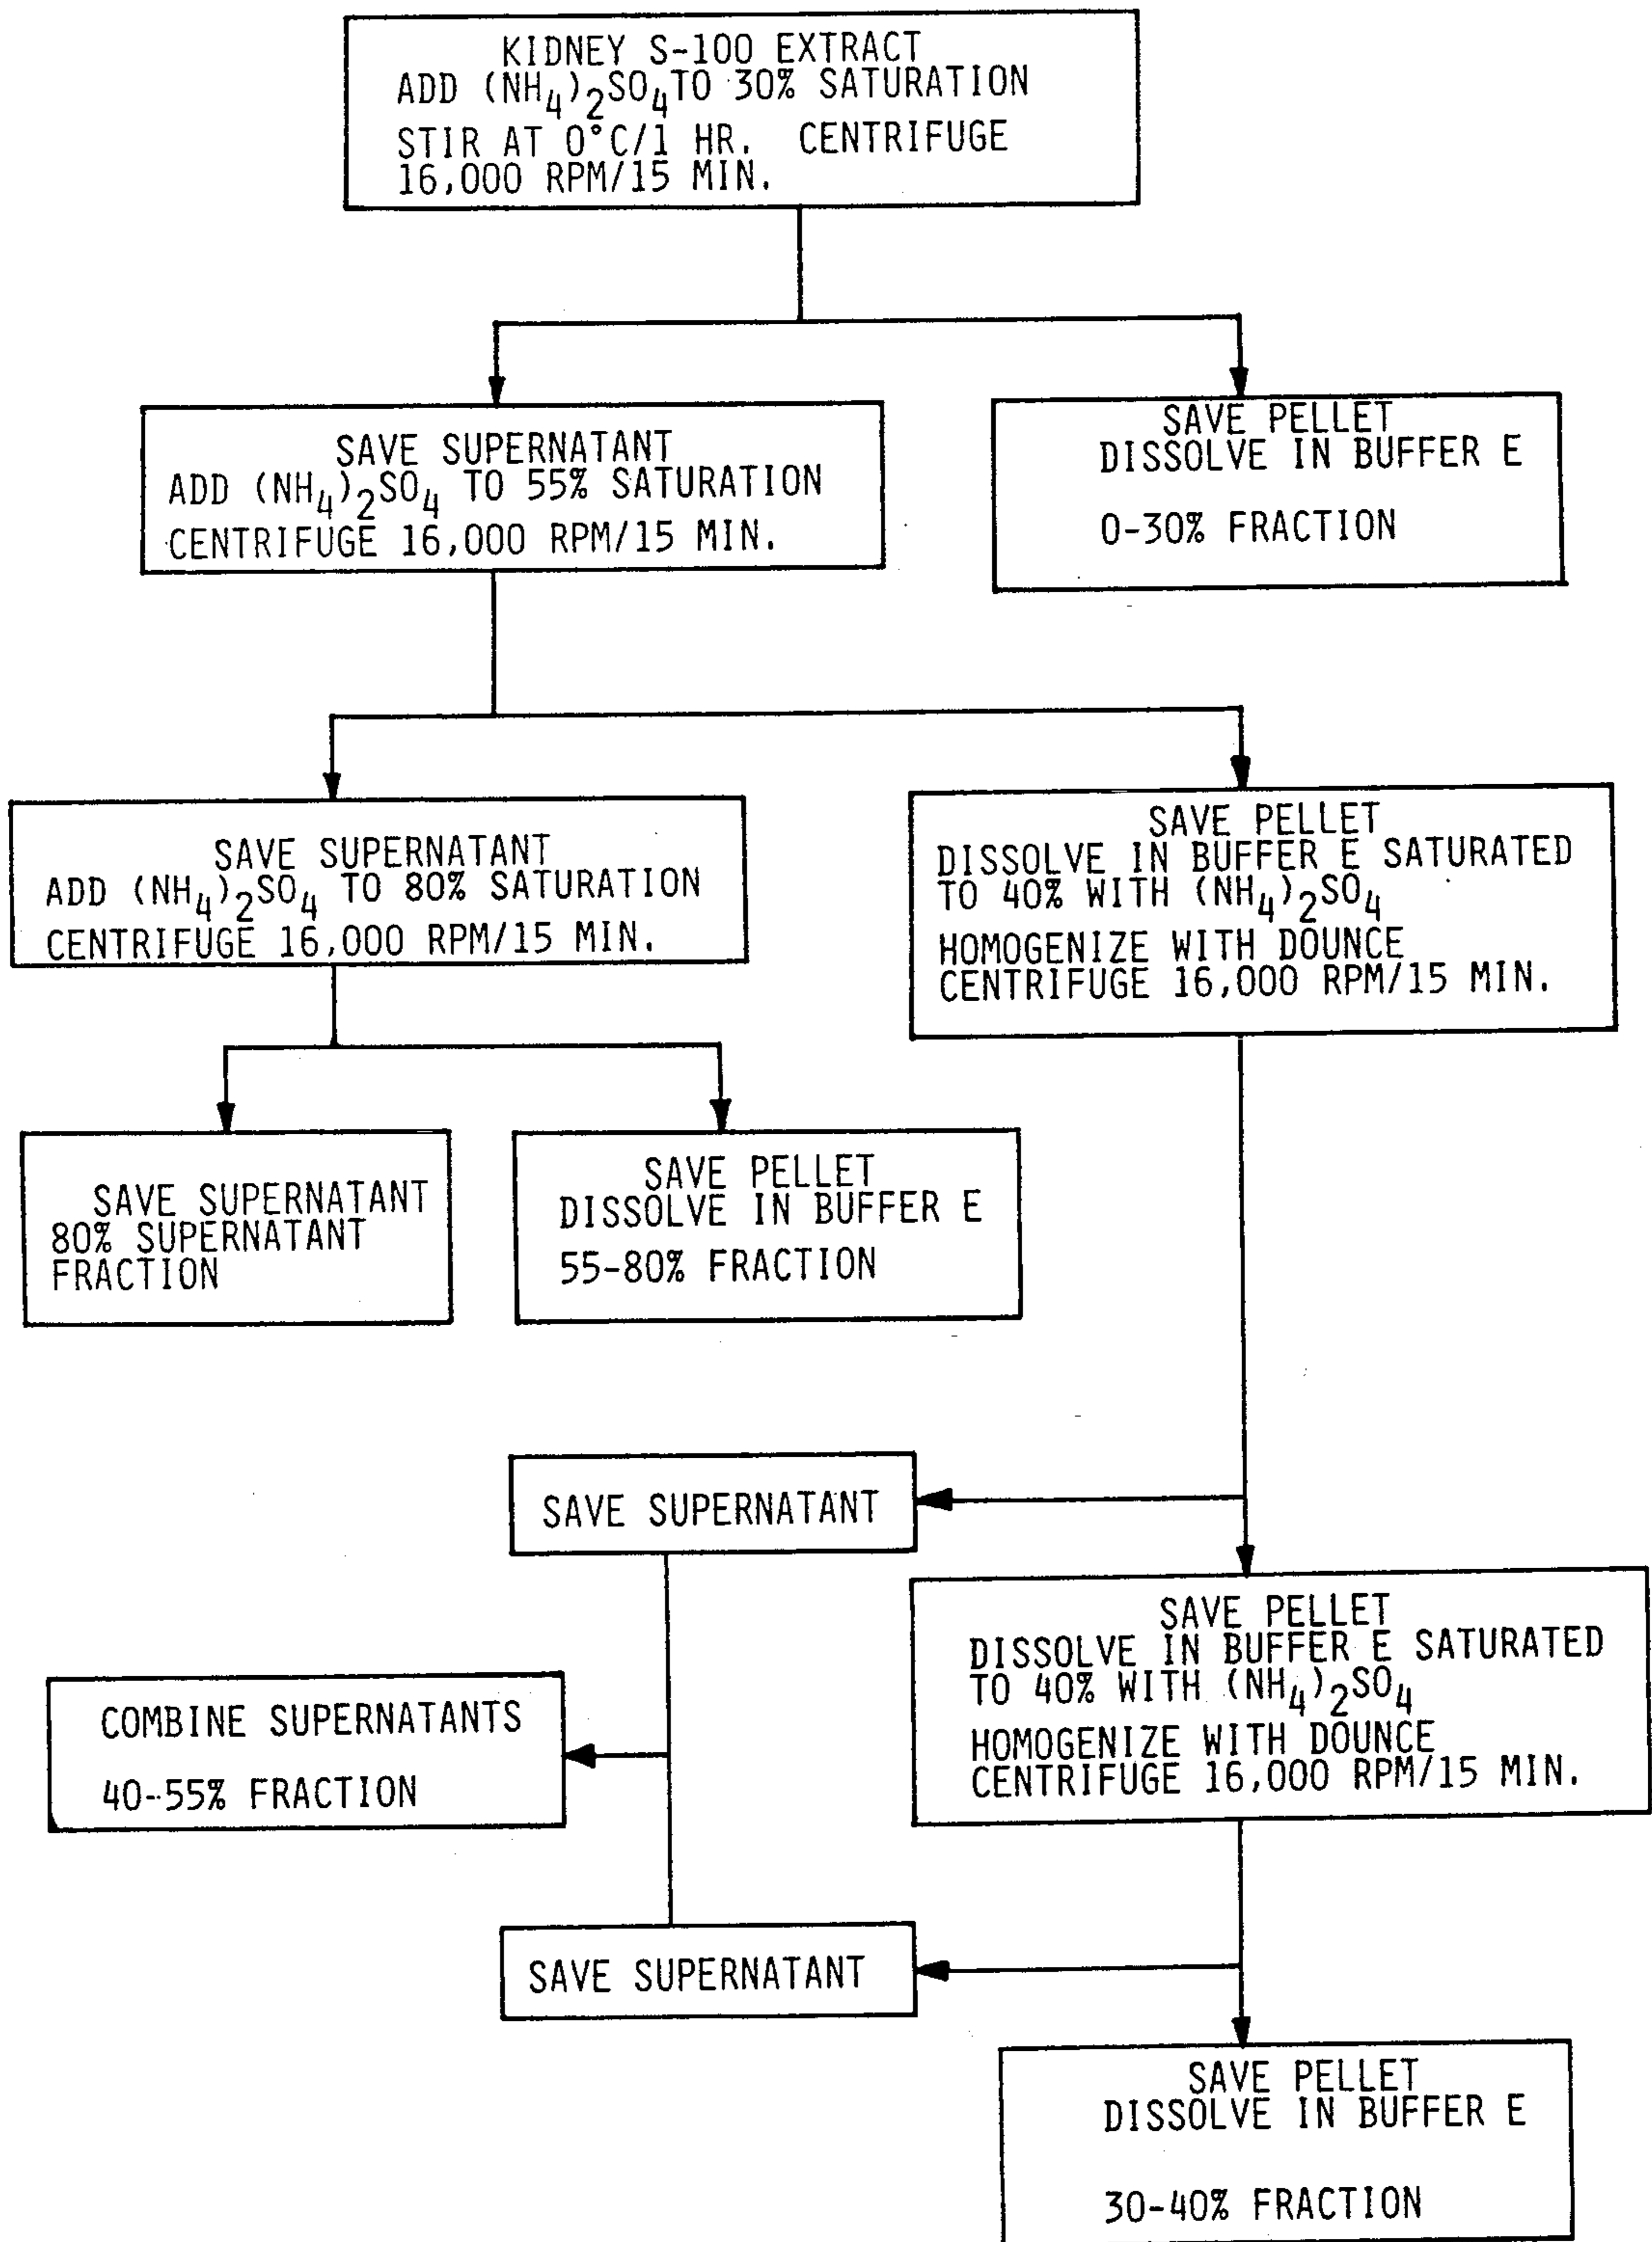 KIDNEY S-100 EXTRACT
ADD (NH4)2SO4 TO 30% SATURATION
STIR AT 0°C/1 HR. CENTRIFUGE
16,000 RPM/15 MIN.
SAVE SUPERNATANT
ADD (NH4)2SO4 TO 55% SATURATION
CENTRIFUGE 16,000 RPM/15 MIN.
SAVE PELLET
DISSOLVE IN BUFFER E
0-30% FRACTION
SAVE SUPERNATANT
ADD (NH4)2SO4 TO 80% SATURATION
CENTRIFUGE 16,000 RPM/15 MIN.
SAVE PELLET
DISSOLVE IN BUFFER E SATURATED
TO 40% WITH (NH4)2SO4
HOMOGENIZE WITH DOUNCE
CENTRIFUGE 16,000 RPM/15 MIN.
SAVE SUPERNATANT
80% SUPERNATANT
FRACTION
SAVE PELLET
DISSOLVE IN BUFFER E
55-80% FRACTION
SAVE SUPERNATANT
SAVE PELLET
DISSOLVE IN BUFFER E SATURATED
TO 40% WITH (NH4)2SO4
HOMOGENIZE WITH DOUNCE
CENTRIFUGE 16,000 RPM/15 MIN.
COMBINE SUPERNATANTS
40-55% FRACTION
SAVE SUPERNATANT
SAVE PELLET
DISSOLVE IN BUFFER E
30-40% FRACTION